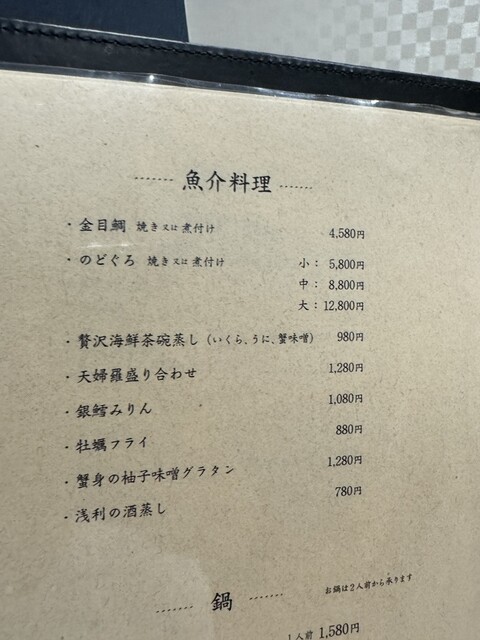 魚介料理
・金目鯛 焼き又は煮付け 4,580円
・のどぐろ 焼き又は煮付け 小： 5,800円
中： 8,800円
大：12,800円
・贅沢海鮮茶碗蒸し（いくら、うに、蟹味噌） 980円
・天婦羅盛り合わせ 1,280円
・銀鱈みりん 1,080円
・牡蠣フライ 880円
・蟹身の柚子味噌グラタン 1,280円
・浅利の酒蒸し 780円
鍋 お鍋は2人前から承ります
1人前 1,580円